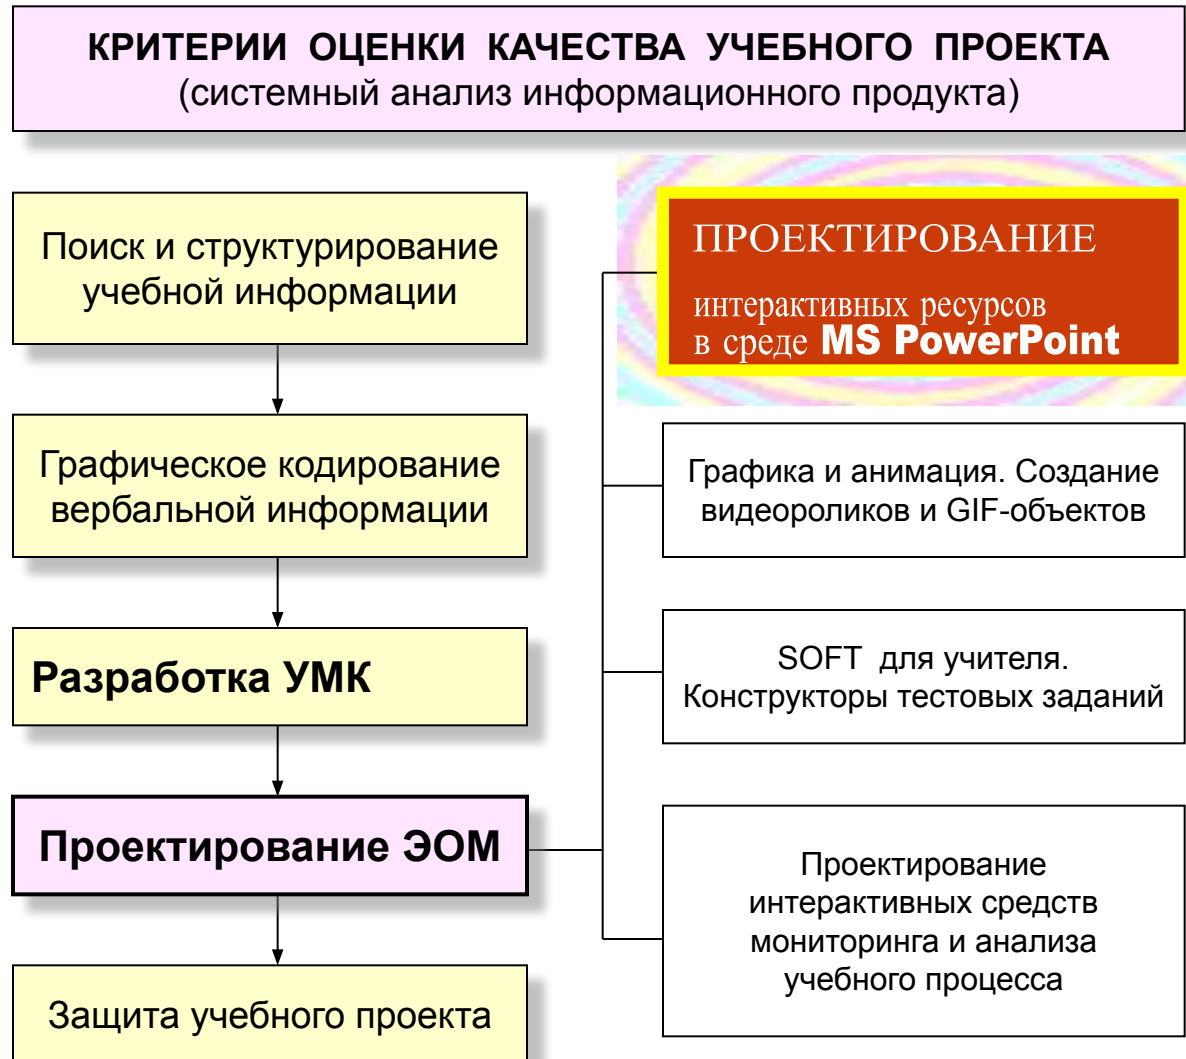 КРИТЕРИИ ОЦЕНКИ КАЧЕСТВА УЧЕБНОГО ПРОЕКТА
(системный анализ информационного продукта)
Поиск и структурирование
учебной информации
Графическое кодирование
вербальной информации
Разработка УМК
Проектирование ЭОМ
Защита учебного проекта
ПРОЕКТИРОВАНИЕ
интерактивных ресурсов
в среде MS PowerPoint
Графика и анимация. Создание
видеороликов и GIF-объектов
SOFT для учителя.
Конструкторы тестовых заданий
Проектирование
интерактивных средств
мониторинга и анализа
учебного процесса